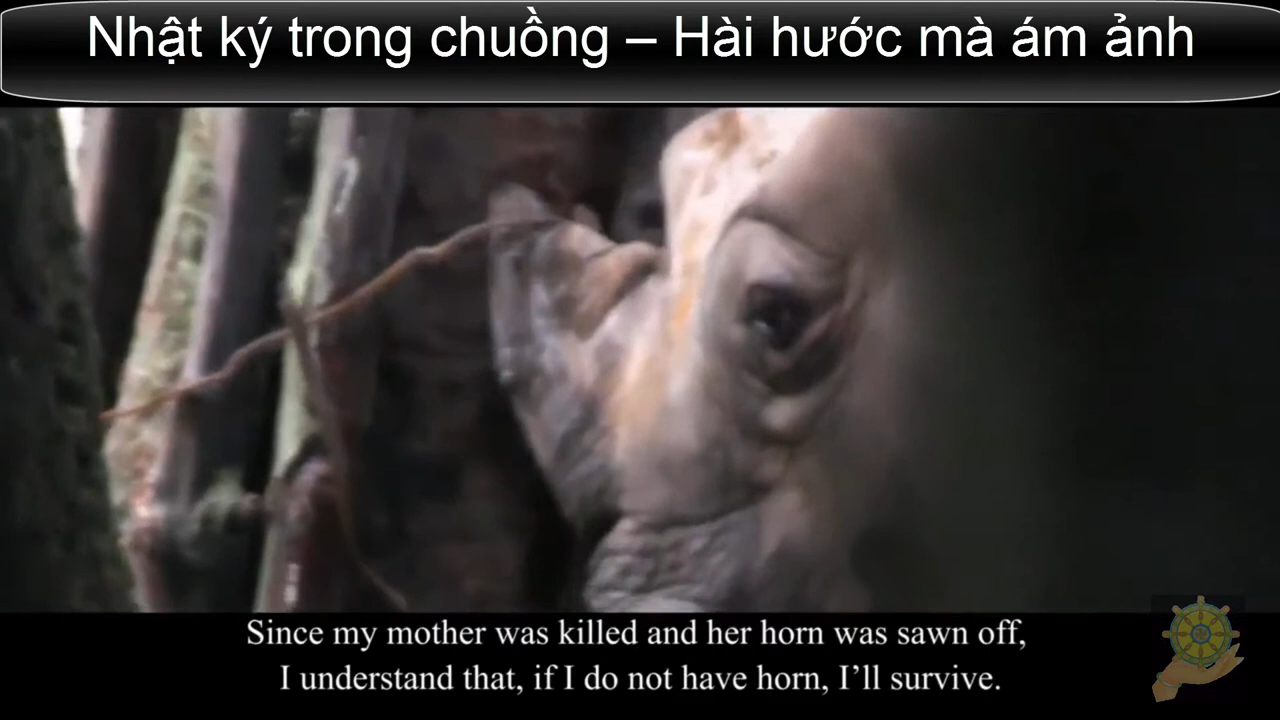 Nhật ký trong chuồng – Hài hước mà ám ảnh
Since my mother was killed and her horn was sawn off,
I understand that, if I do not have horn, I’ll survive.